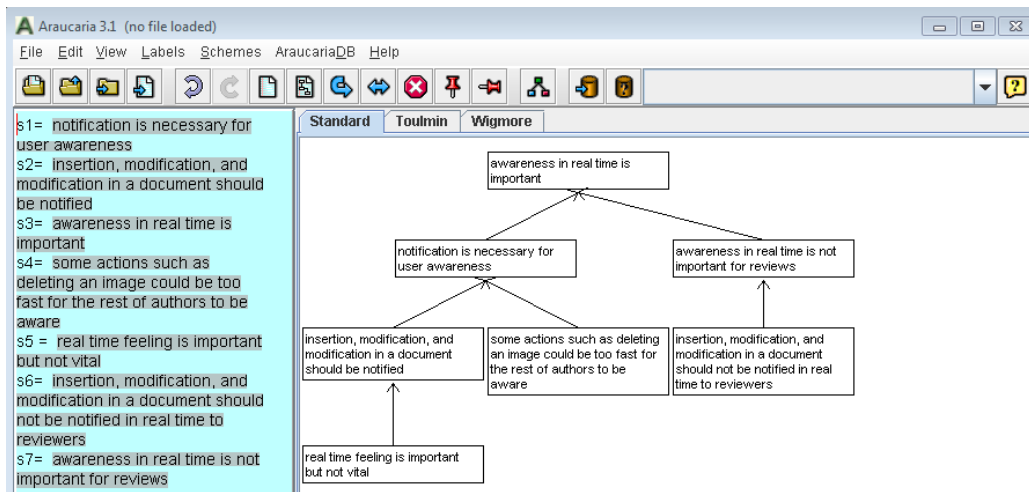 Araucaria 3.1 (no file loaded)
File Edit View Labels Schemes AraucariaDB Help
s1= notification is necessary for
user awareness
s2= insertion, modification, and
modification in a document should
be notified
s3= awareness in real time is
important
s4= some actions such as
deleting an image could be too
fast for the rest of authors to be
aware
s5 = real time feeling is important
but not vital
s6= insertion, modification, and
modification in a document should
not be notified in real time to
reviewers
s7= awareness in real time is not
important for reviews
Standard Toulmin Wigmore
awareness in real time is
important
notification is necessary for
user awareness
awareness in real time is not
important for reviews
insertion, modification, and
modification in a document
should be notified
some actions such as deleting
an image could be too fast for
the rest of authors to be
aware
insertion, modification, and
modification in a document
should not be notified in real
time to reviewers
real time feeling is important
but not vital